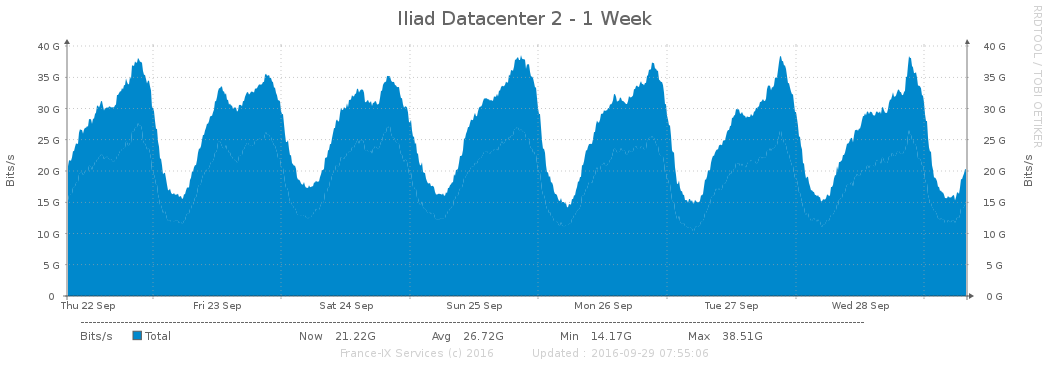 Iliad Datacenter 2 - 1 Week
RRDTOOL / TOBI OETIKER
Bits/s
40 G
35 G
30 G
25 G
20 G
15 G
10 G
5 G
0
40 G
35 G
30 G
25 G
20 G
15 G
10 G
5 G
0 G
Bits/s
Thu 22 Sep Fri 23 Sep Sat 24 Sep Sun 25 Sep Mon 26 Sep Tue 27 Sep Wed 28 Sep
Bits/s Total Now 21.22G Avg 26.72G Min 14.17G Max 38.51G
France-IX Services (c) 2016 Updated : 2016-09-29 07:55:06